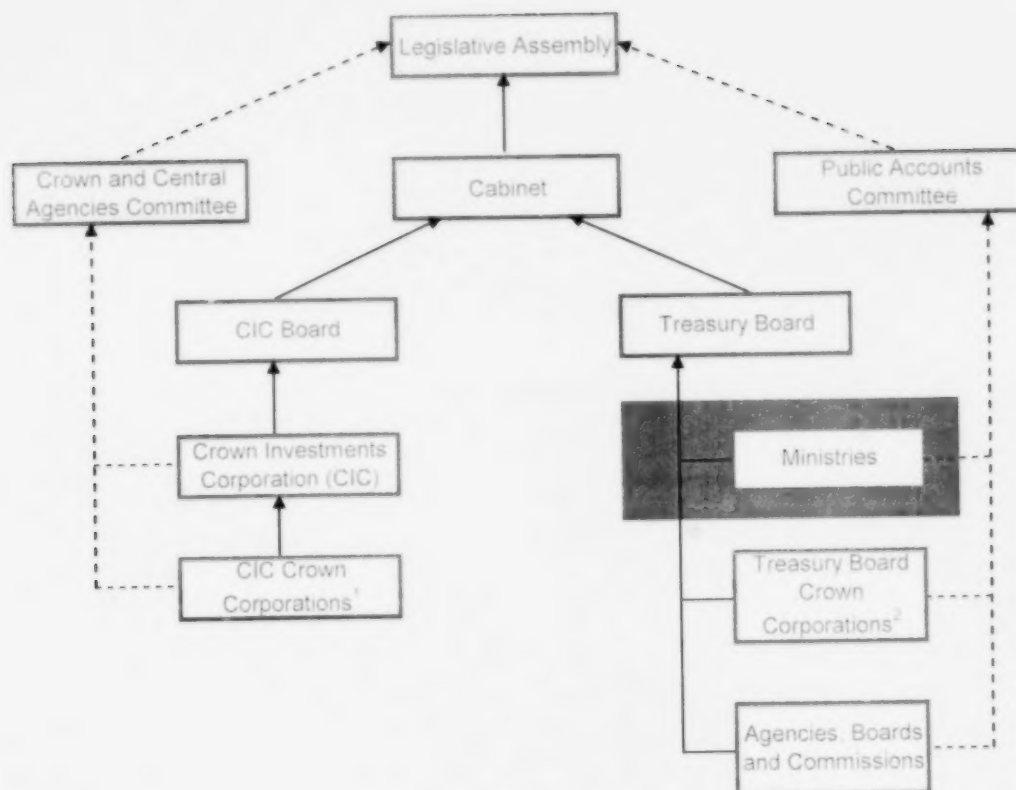 Legislative Assembly
Crown and Central
Agencies Committee
Cabinet
Public Accounts
Committee
CIC Board
Treasury Board
Crown Investments
Corporation (CIC)
Ministries
CIC Crown
Corporations¹
Treasury Board
Crown
Corporations²
Agencies, Boards
and Commissions